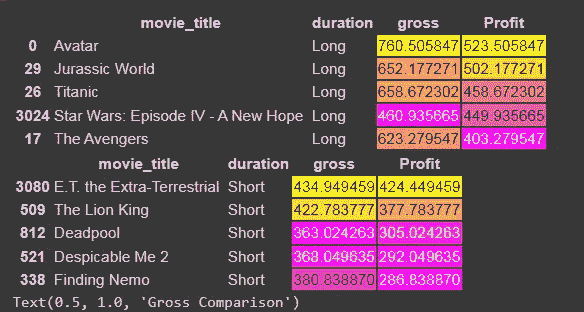 movie_title duration gross Profit
0 Avatar Long 760.505847 523.505847
29 Jurassic World Long 652.177271 502.177271
26 Titanic Long 658.672302 458.672302
3024 Star Wars: Episode IV - A New Hope Long 460.935665 449.935665
17 The Avengers Long 623.279547 403.279547
movie_title duration gross Profit
3080 E.T. the Extra-Terrestrial Short 434.949459 424.449459
509 The Lion King Short 422.783777 377.783777
812 Deadpool Short 363.024263 305.024263
521 Despicable Me 2 Short 368.049635 292.049635
338 Finding Nemo Short 380.838870 286.838870
Text(0.5, 1.0, 'Gross Comparison')